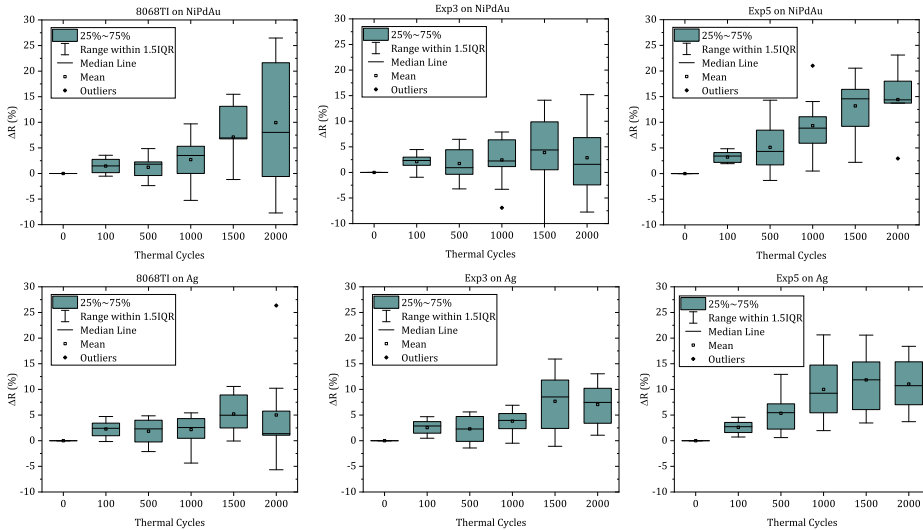 8068TI on NiPdAu
30
25
20
15
10
5
0
-5
-10
ΔR (%)
25%~75%
Range within 1.5IQR
Median Line
Mean
Outliers
0 100 500 1000 1500 2000
Thermal Cycles
Exp3 on NiPdAu
30
25
20
15
10
5
0
-5
-10
ΔR (%)
25%~75%
Range within 1.5IQR
Median Line
Mean
Outliers
0 100 500 1000 1500 2000
Thermal Cycles
Exp5 on NiPdAu
30
25
20
15
10
5
0
-5
-10
ΔR (%)
25%~75%
Range within 1.5IQR
Median Line
Mean
Outliers
0 100 500 1000 1500 2000
Thermal Cycles
8068TI on Ag
30
25
20
15
10
5
0
-5
-10
ΔR (%)
25%~75%
Range within 1.5IQR
Median Line
Mean
Outliers
0 100 500 1000 1500 2000
Thermal Cycles
Exp3 on Ag
30
25
20
15
10
5
0
-5
-10
ΔR (%)
25%~75%
Range within 1.5IQR
Median Line
Mean
Outliers
0 100 500 1000 1500 2000
Thermal Cycles
Exp5 on Ag
30
25
20
15
10
5
0
-5
-10
ΔR (%)
25%~75%
Range within 1.5IQR
Median Line
Mean
Outliers
0 100 500 1000 1500 2000
Thermal Cycles